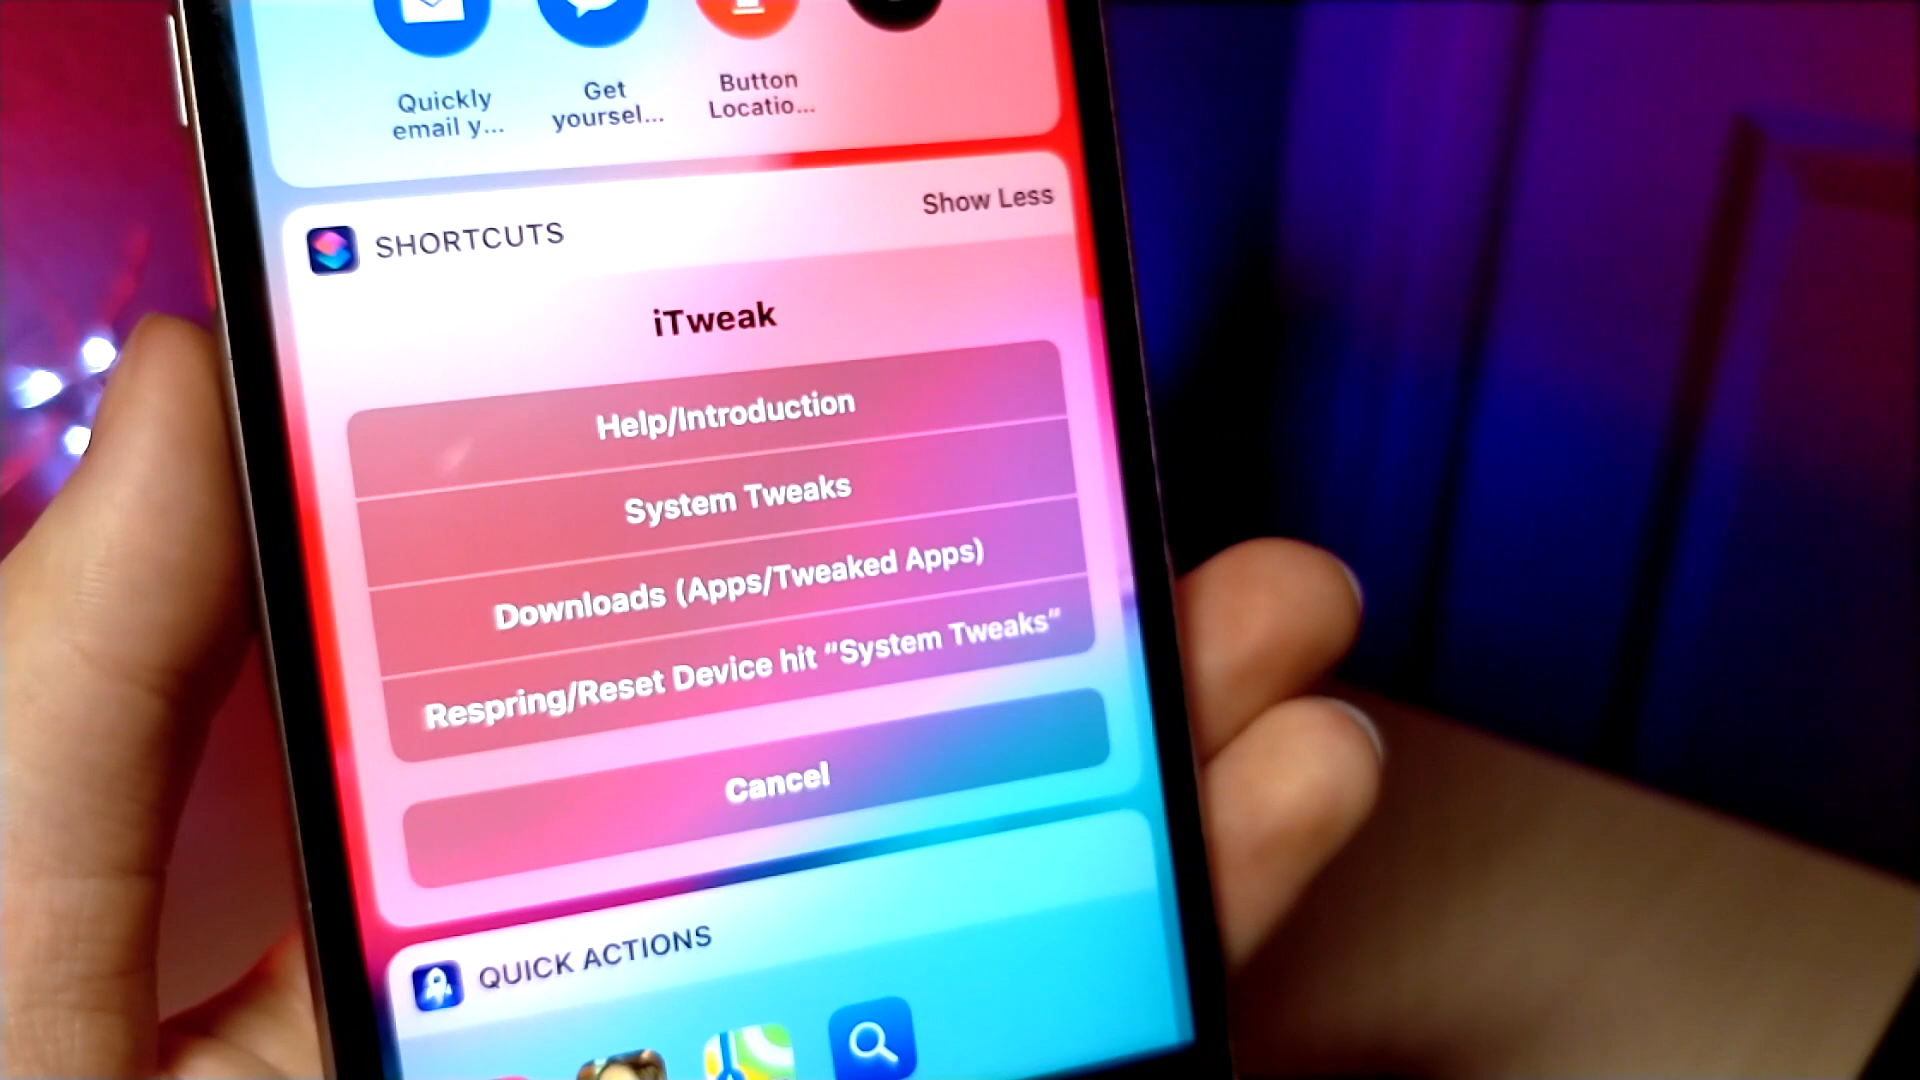 Quickly
email y...
Get
yoursel...
Button
Locatio...
SHORTCUTS
Show Less
iTweak
Help/Introduction
System Tweaks
Downloads (Apps/Tweaked Apps)
Respring/Reset Device hit “System Tweaks”
Cancel
QUICK ACTIONS